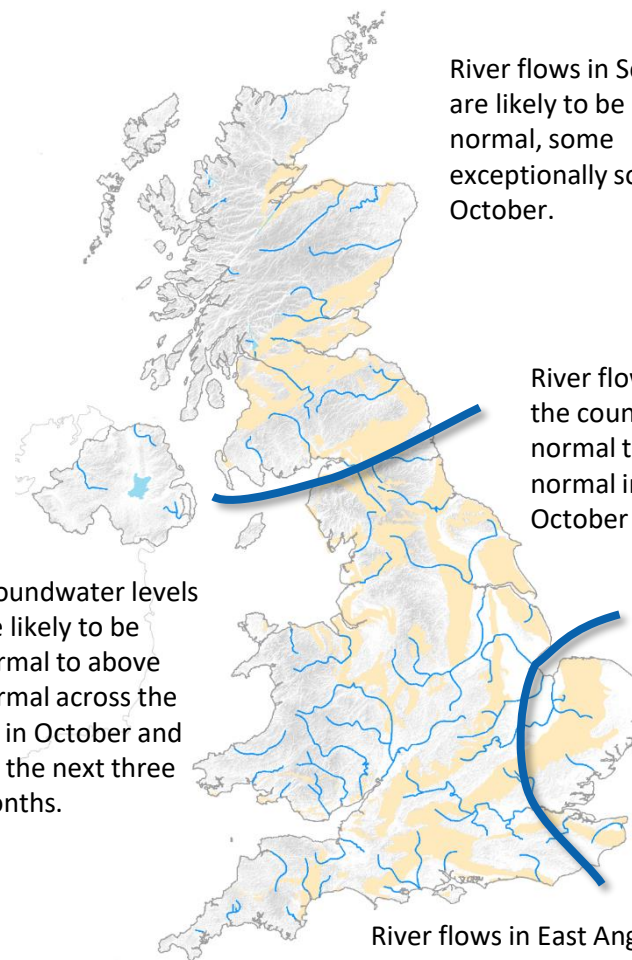 River flows in Sc
are likely to be
normal, some
exceptionally so
October.
River flow
the coun
normal t
normal in
October
oundwater levels
e likely to be
rmal to above
rmal across the
in October and
the next three
onths.
River flows in East Ang